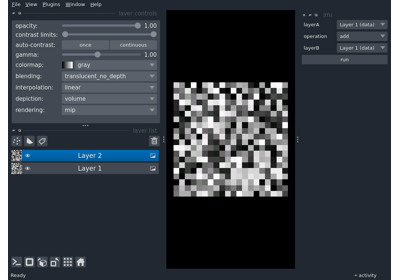 File View Plugins Window Help
layer controls
opacity: 1.00
contrast limits:
auto-contrast: once continuous
gamma: 1.00
colormap: gray
blending: translucent_no_depth
interpolation: linear
depiction: volume
rendering: mip
layer list
Layer 2
Layer 1
layerA Layer 1 (data)
operation add
layerB Layer 1 (data)
run
Ready
activity